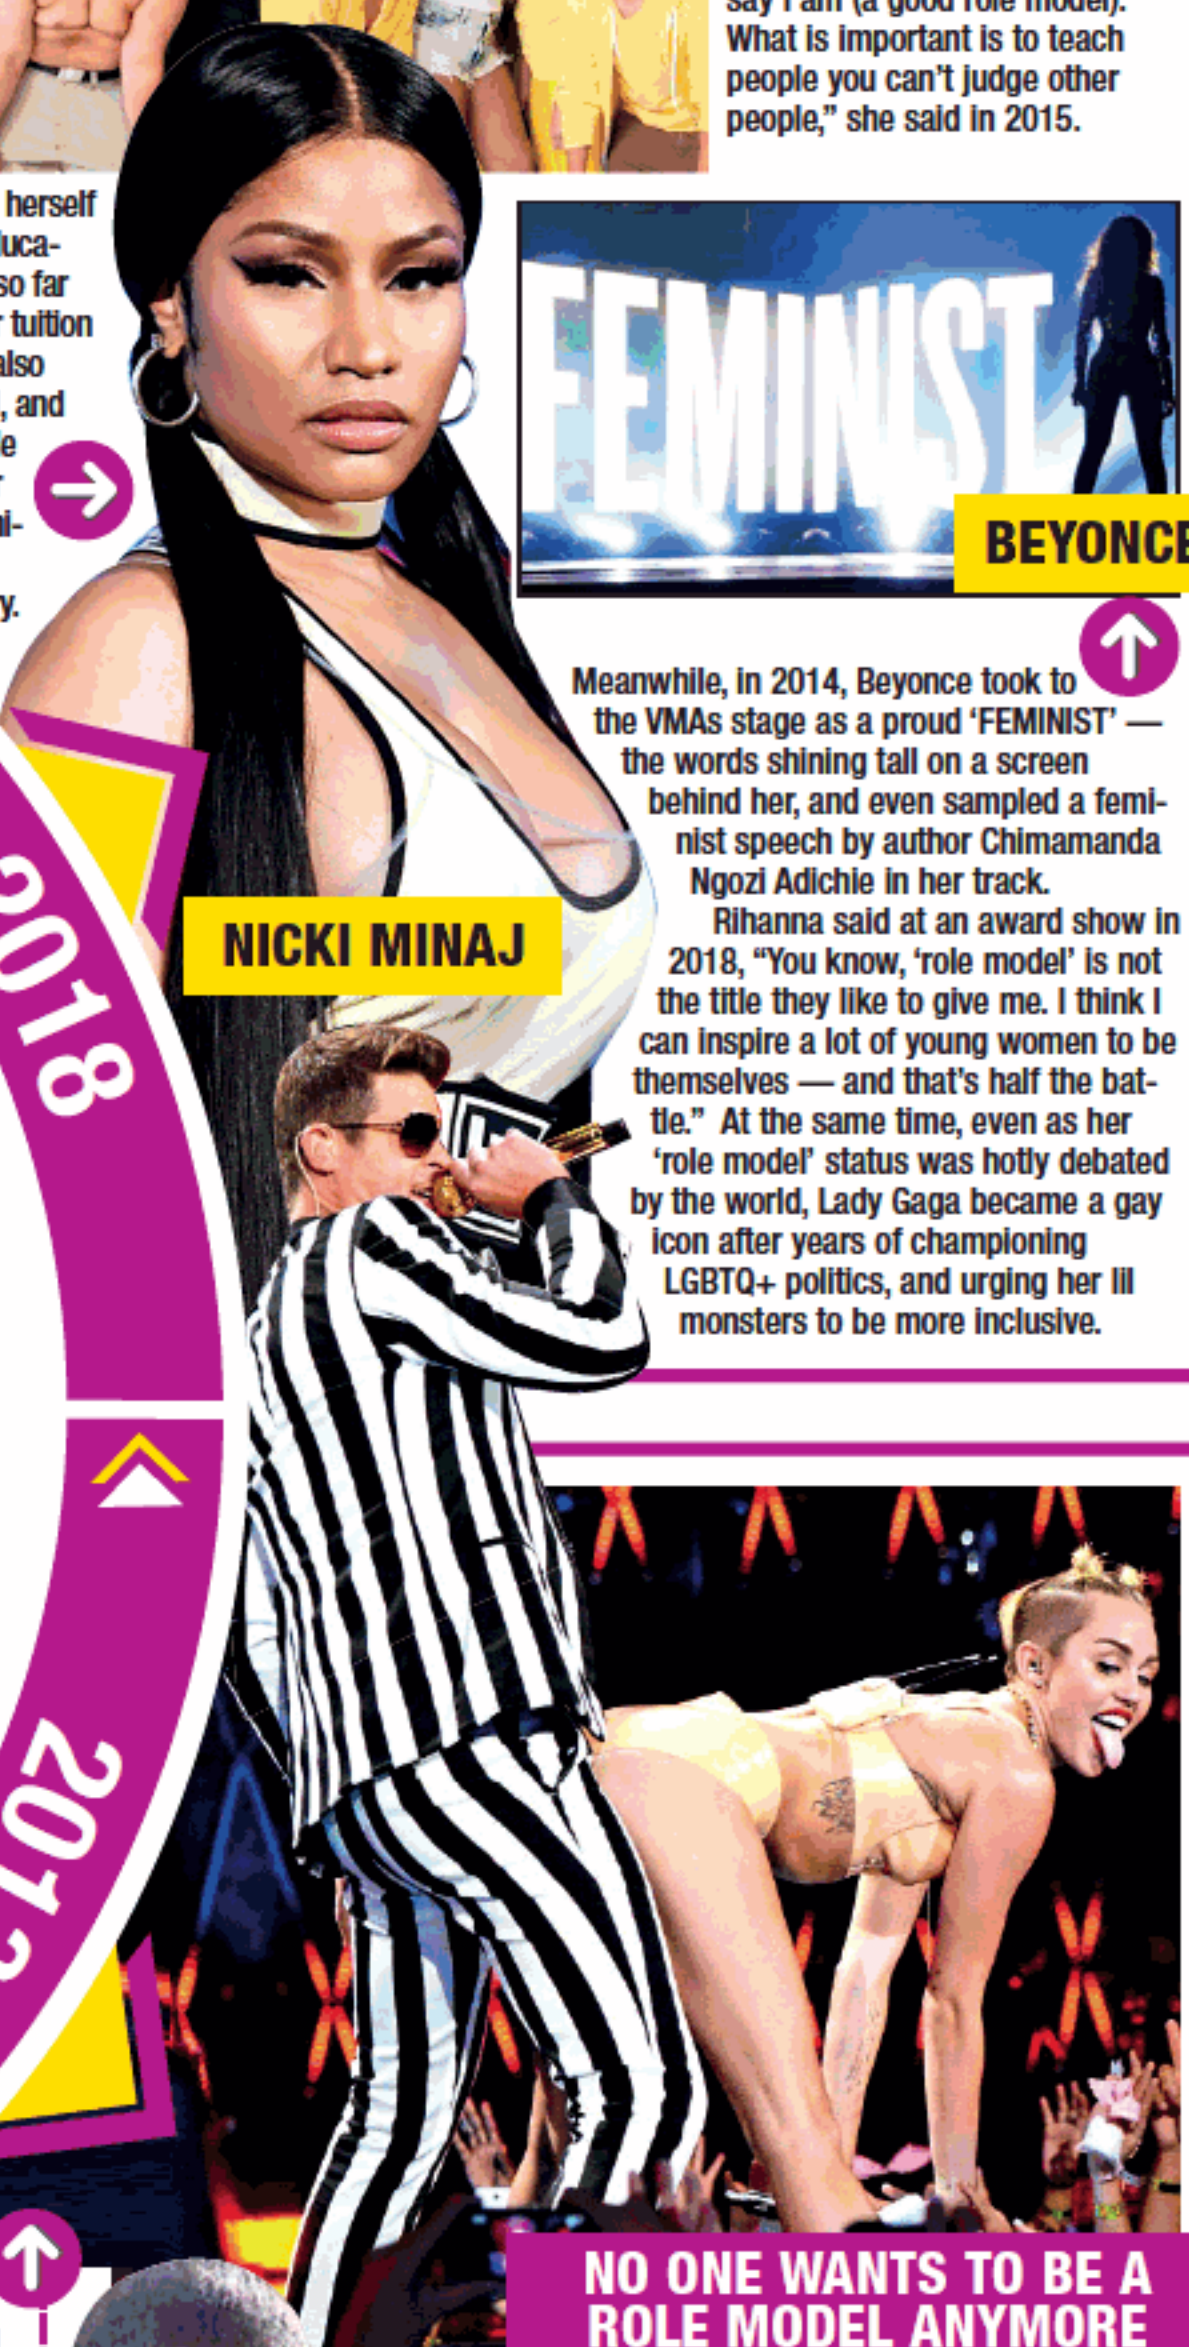 say I am (a good role model).
What is important is to teach
people you can't judge other
people,” she said in 2015.
herself
luca-
so far
r tuition
also
, and
y.
FEMINIST
BEYONCE
Meanwhile, in 2014, Beyonce took to
the VMAs stage as a proud ‘FEMINIST’ —
the words shining tall on a screen
behind her, and even sampled a femi-
nist speech by author Chimamanda
Ngozi Adichie in her track.
Rihanna said at an award show in
2018, “You know, ‘role model’ is not
the title they like to give me. I think I
can inspire a lot of young women to be
themselves — and that’s half the bat-
tle.” At the same time, even as her
‘role model’ status was hotly debated
by the world, Lady Gaga became a gay
icon after years of championing
LGBTQ+ politics, and urging her lil
monsters to be more inclusive.
NICKI MINAJ
2018
NO ONE WANTS TO BE A
ROLE MODEL ANYMORE